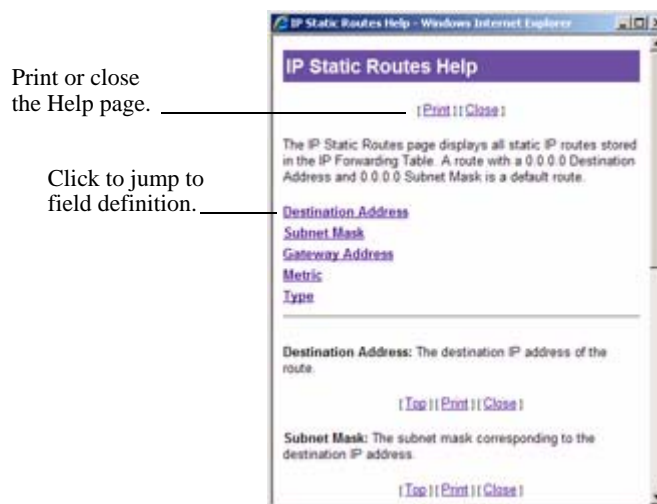 IP Static Routes Help - Windows Internet Explorer
IP Static Routes Help
Print or close
the Help page.
[ Print ] [ Close ]
The IP Static Routes page displays all static IP routes stored
in the IP Forwarding Table. A route with a 0.0.0.0 Destination
Address and 0.0.0.0 Subnet Mask is a default route.
Click to jump to
field definition.
Destination Address
Subnet Mask
Gateway Address
Metric
Type
Destination Address: The destination IP address of the
route.
[ Top ] [ Print ] [ Close ]
Subnet Mask: The subnet mask corresponding to the
destination IP address.
[ Top ] [ Print ] [ Close ]